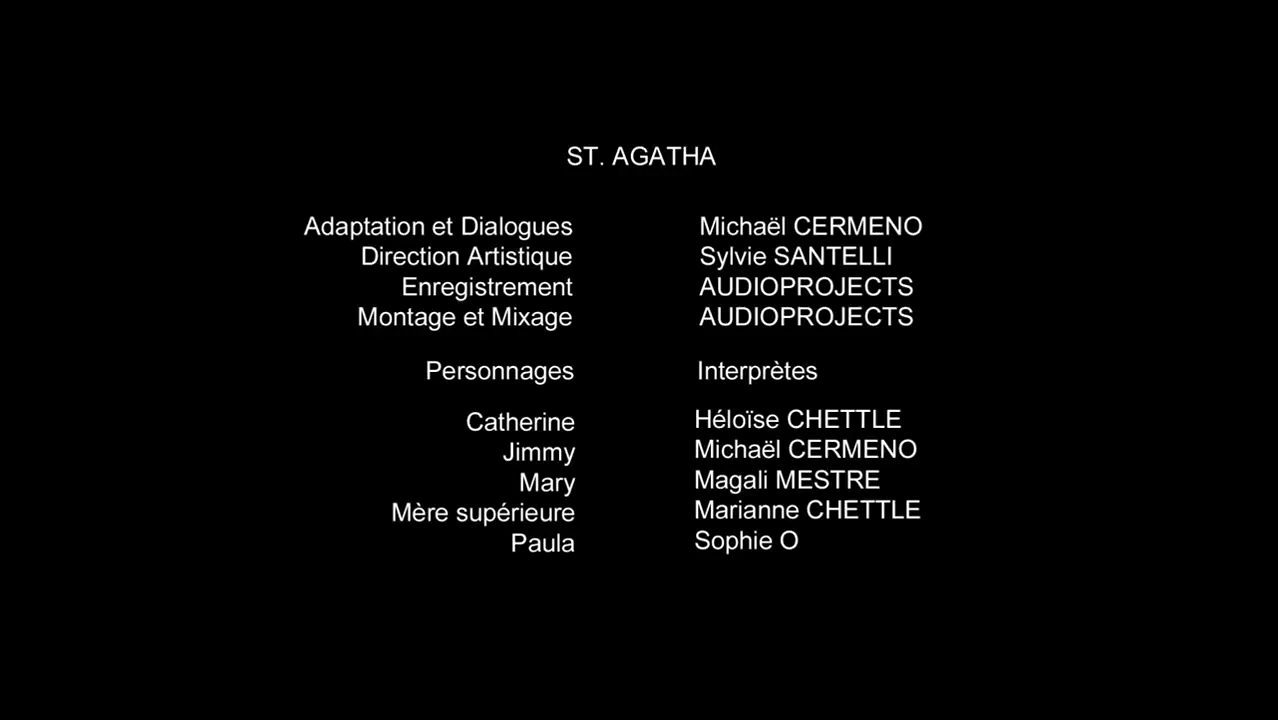 ST. AGATHA
Adaptation et Dialogues Michaël CERMENO
Direction Artistique Sylvie SANTELLI
Enregistrement AUDIOPROJECTS
Montage et Mixage AUDIOPROJECTS
Personnages Interprètes
Catherine Héloïse CHETTLE
Jimmy Michaël CERMENO
Mary Magali MESTRE
Mère supérieure Marianne CHETTLE
Paula Sophie O